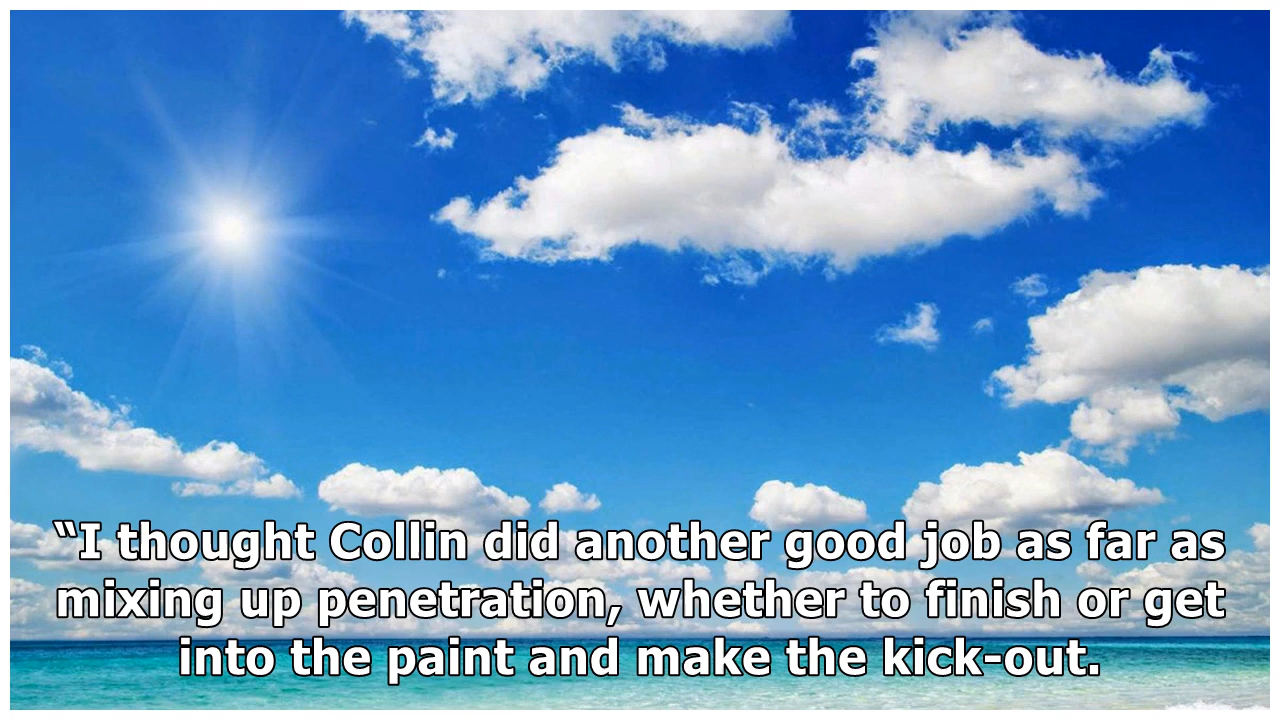 “I thought Collin did another good job as far as
mixing up penetration, whether to finish or get
into the paint and make the kick-out.